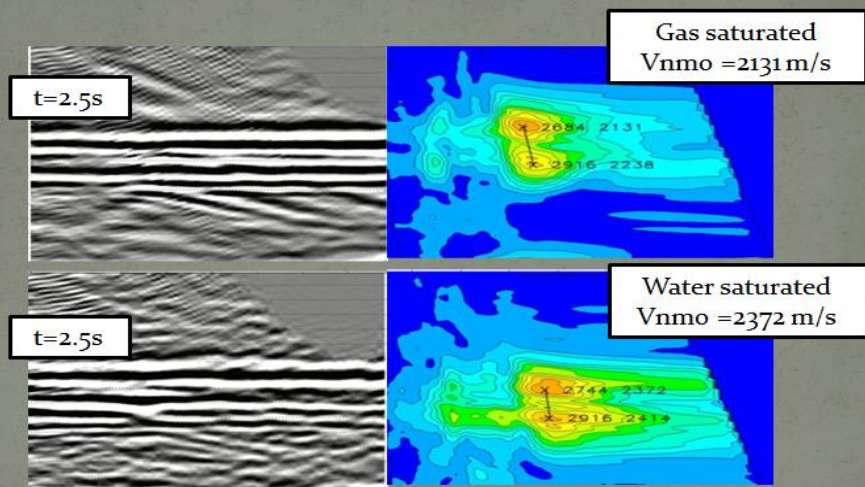 Gas saturated
Vnmo =2131 m/s
t=2.5s
2684 2131
2916 2238
Water saturated
Vnmo =2372 m/s
t=2.5s
2744 2372
2916 2414